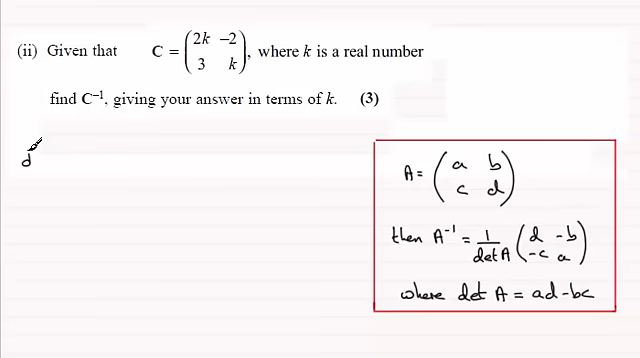 (ii) Given that C = (2k −2
3 k), where k is a real number
find C⁻¹, giving your answer in terms of k. (3)
d
A = (a b
c d)
then A⁻¹ = 1/det A (d -b
-c a)
where det A = ad - bc